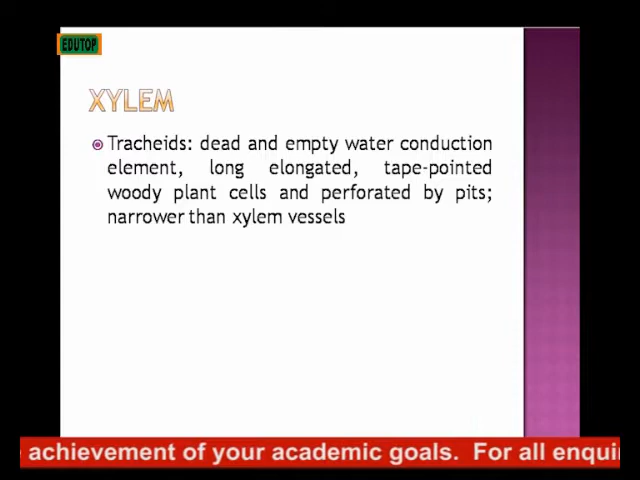 EDUTOP
XYLEM
Tracheids: dead and empty water conduction
element, long elongated, tape-pointed
woody plant cells and perforated by pits;
narrower than xylem vessels
achievement of your academic goals. For all enqui